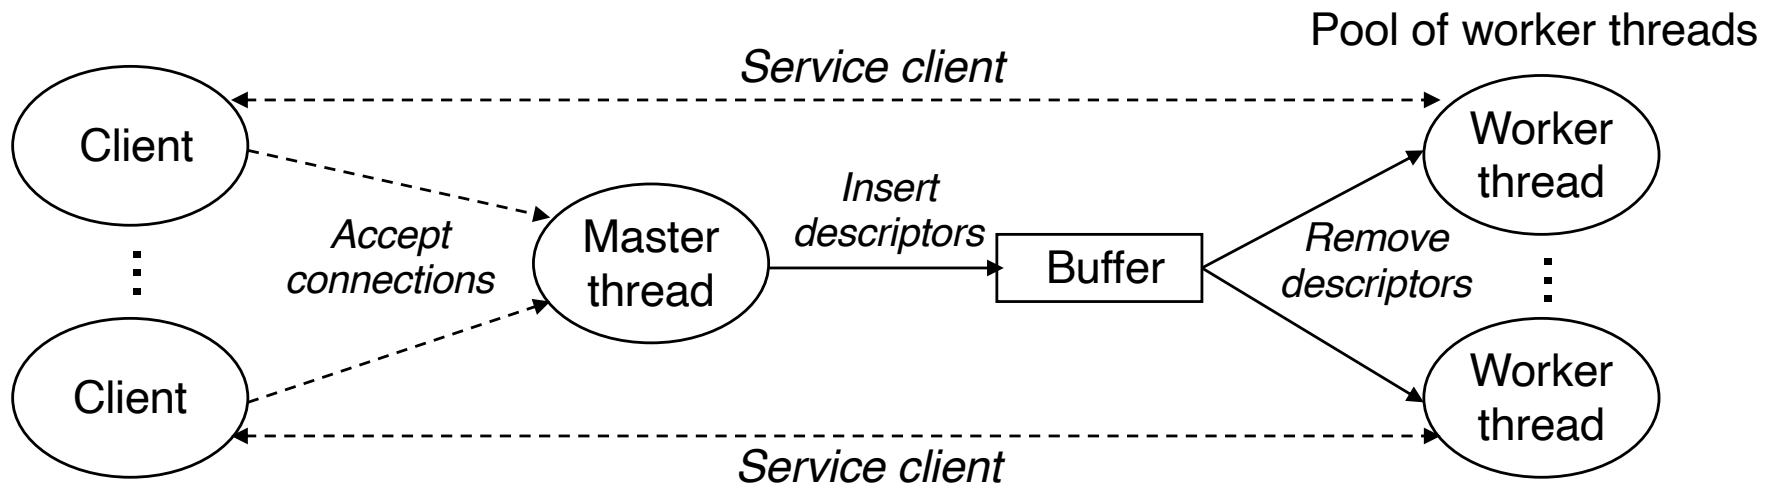 Pool of worker threads
Service client
Client
Worker
thread
Insert
descriptors
Accept
connections
Master
thread
Buffer
Remove
descriptors
Client
Worker
thread
Service client